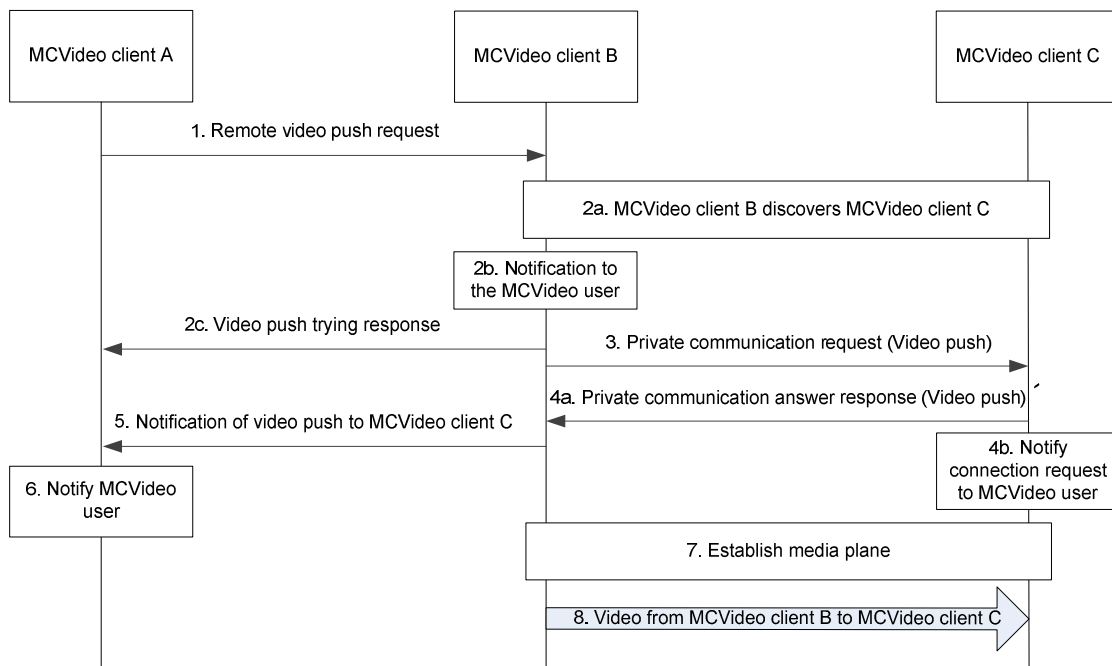 MCVideo client A
MCVideo client B
MCVideo client C
1. Remote video push request
2a. MCVideo client B discovers MCVideo client C
2b. Notification to
the MCVideo user
2c. Video push trying response
3. Private communication request (Video push)
4a. Private communication answer response (Video push)
5. Notification of video push to MCVideo client C
4b. Notify
connection request
to MCVideo user
6. Notify MCVideo
user
7. Establish media plane
8. Video from MCVideo client B to MCVideo client C